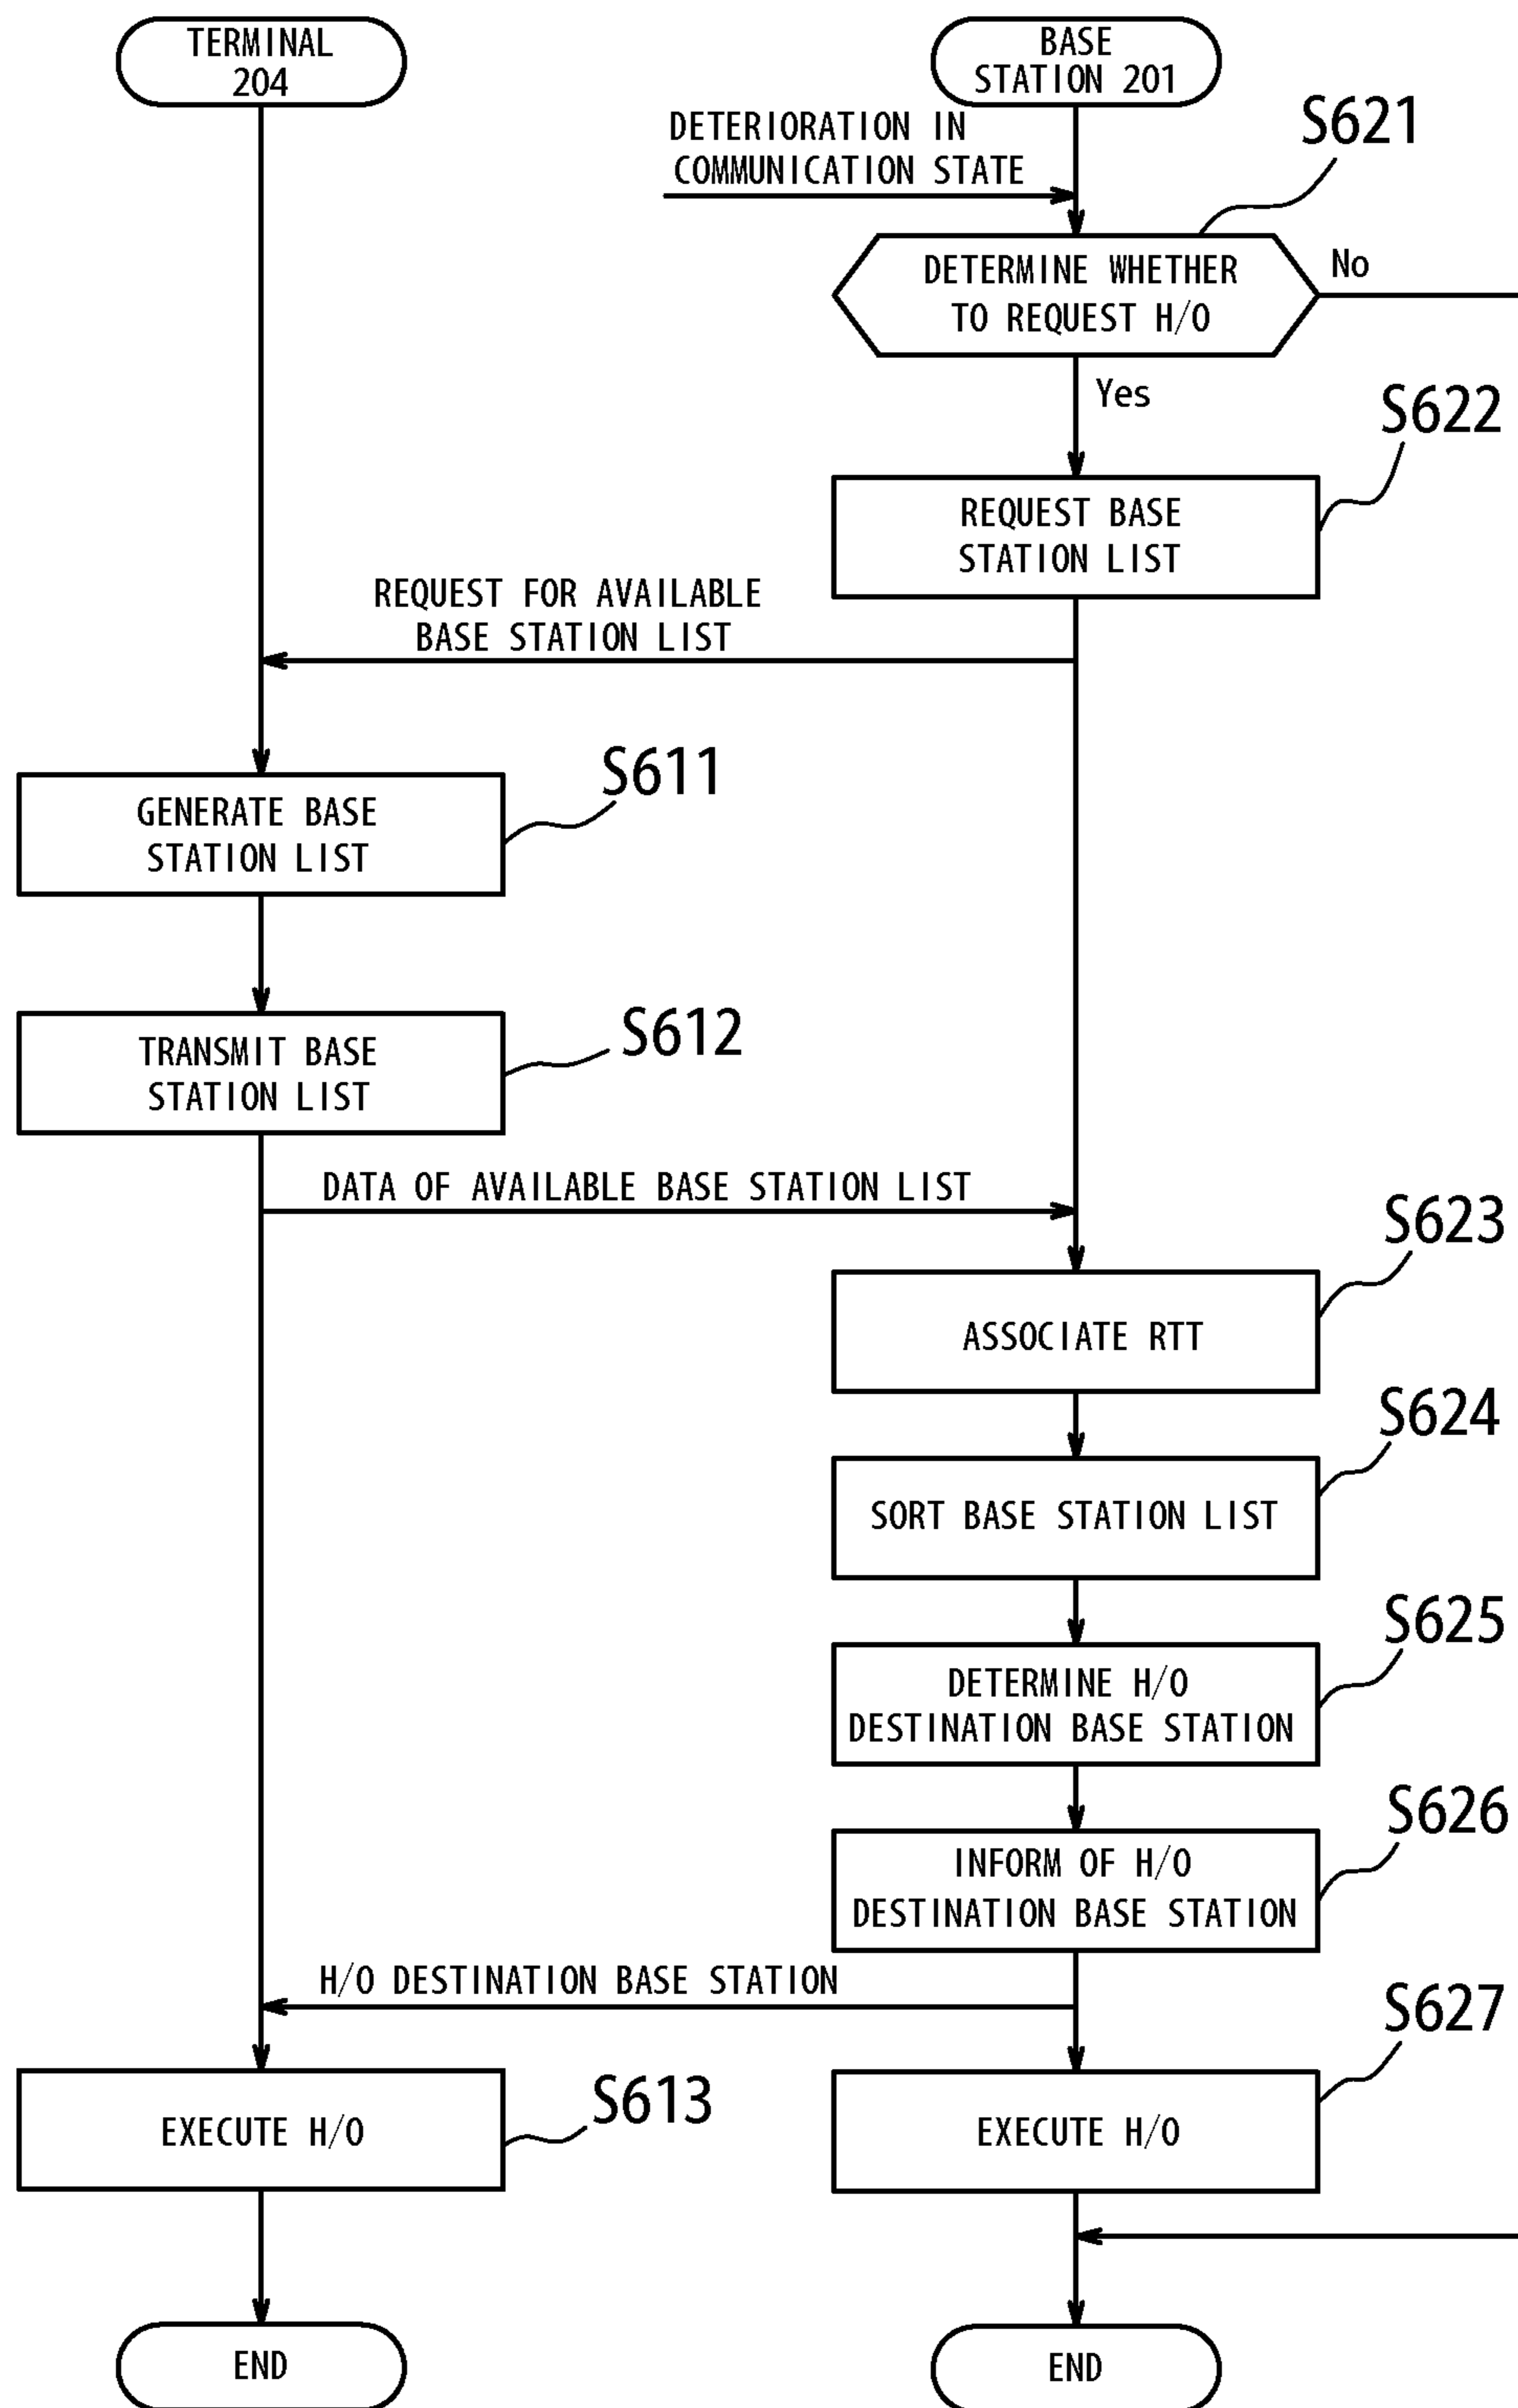 TERMINAL
204
BASE
STATION 201
DETERIORATION IN
COMMUNICATION STATE
S621
DETERMINE WHETHER
TO REQUEST H/O
No
Yes
S622
REQUEST BASE
STATION LIST
REQUEST FOR AVAILABLE
BASE STATION LIST
S611
GENERATE BASE
STATION LIST
S612
TRANSMIT BASE
STATION LIST
DATA OF AVAILABLE BASE STATION LIST
S623
ASSOCIATE RTT
S624
SORT BASE STATION LIST
S625
DETERMINE H/O
DESTINATION BASE STATION
S626
INFORM OF H/O
DESTINATION BASE STATION
H/O DESTINATION BASE STATION
S627
EXECUTE H/O
S613
EXECUTE H/O
END
END